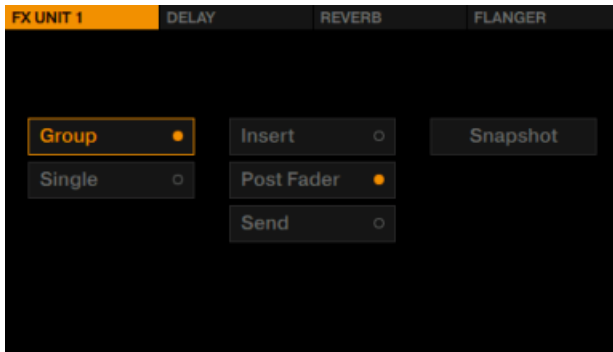 FX UNIT 1 DELAY REVERB FLANGER
Group Insert Snapshot
Single Post Fader
Send